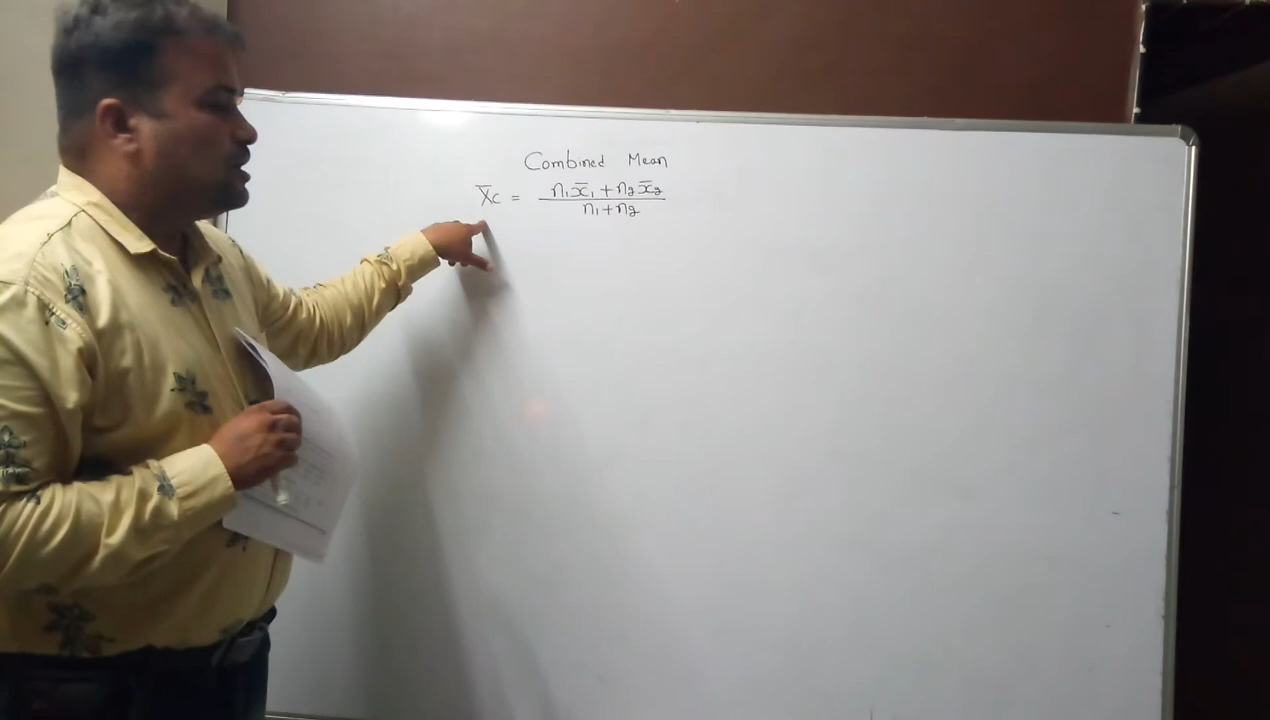 Combined Mean
X̄c = n₁x̄₁ + n₂x̄₂
n₁ + n₂